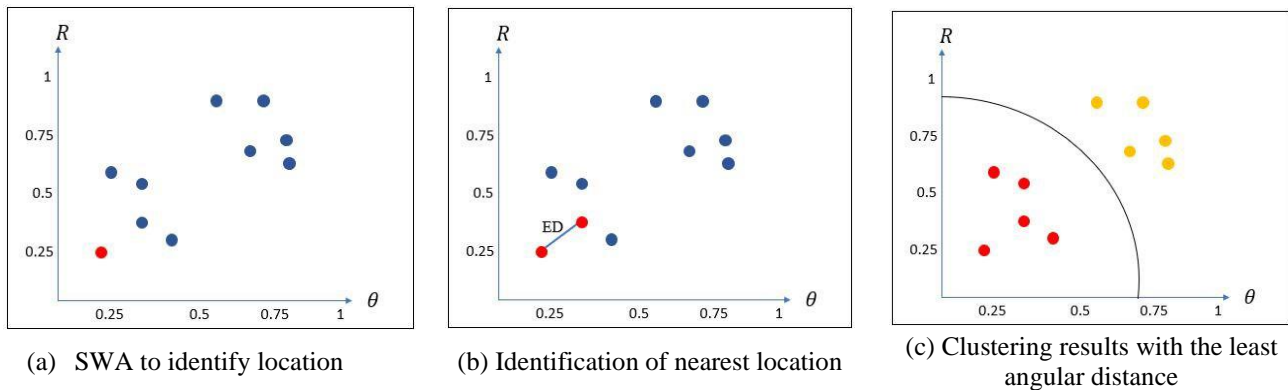 R
1
0.75
0.5
0.25
0.25 0.5 0.75 1
θ
(a) SWA to identify location
R
1
0.75
0.5
ED
0.25
0.25 0.5 0.75 1
θ
(b) Identification of nearest location
R
1
0.75
0.5
0.25
0.25 0.5 0.75 1
θ
(c) Clustering results with the least
angular distance